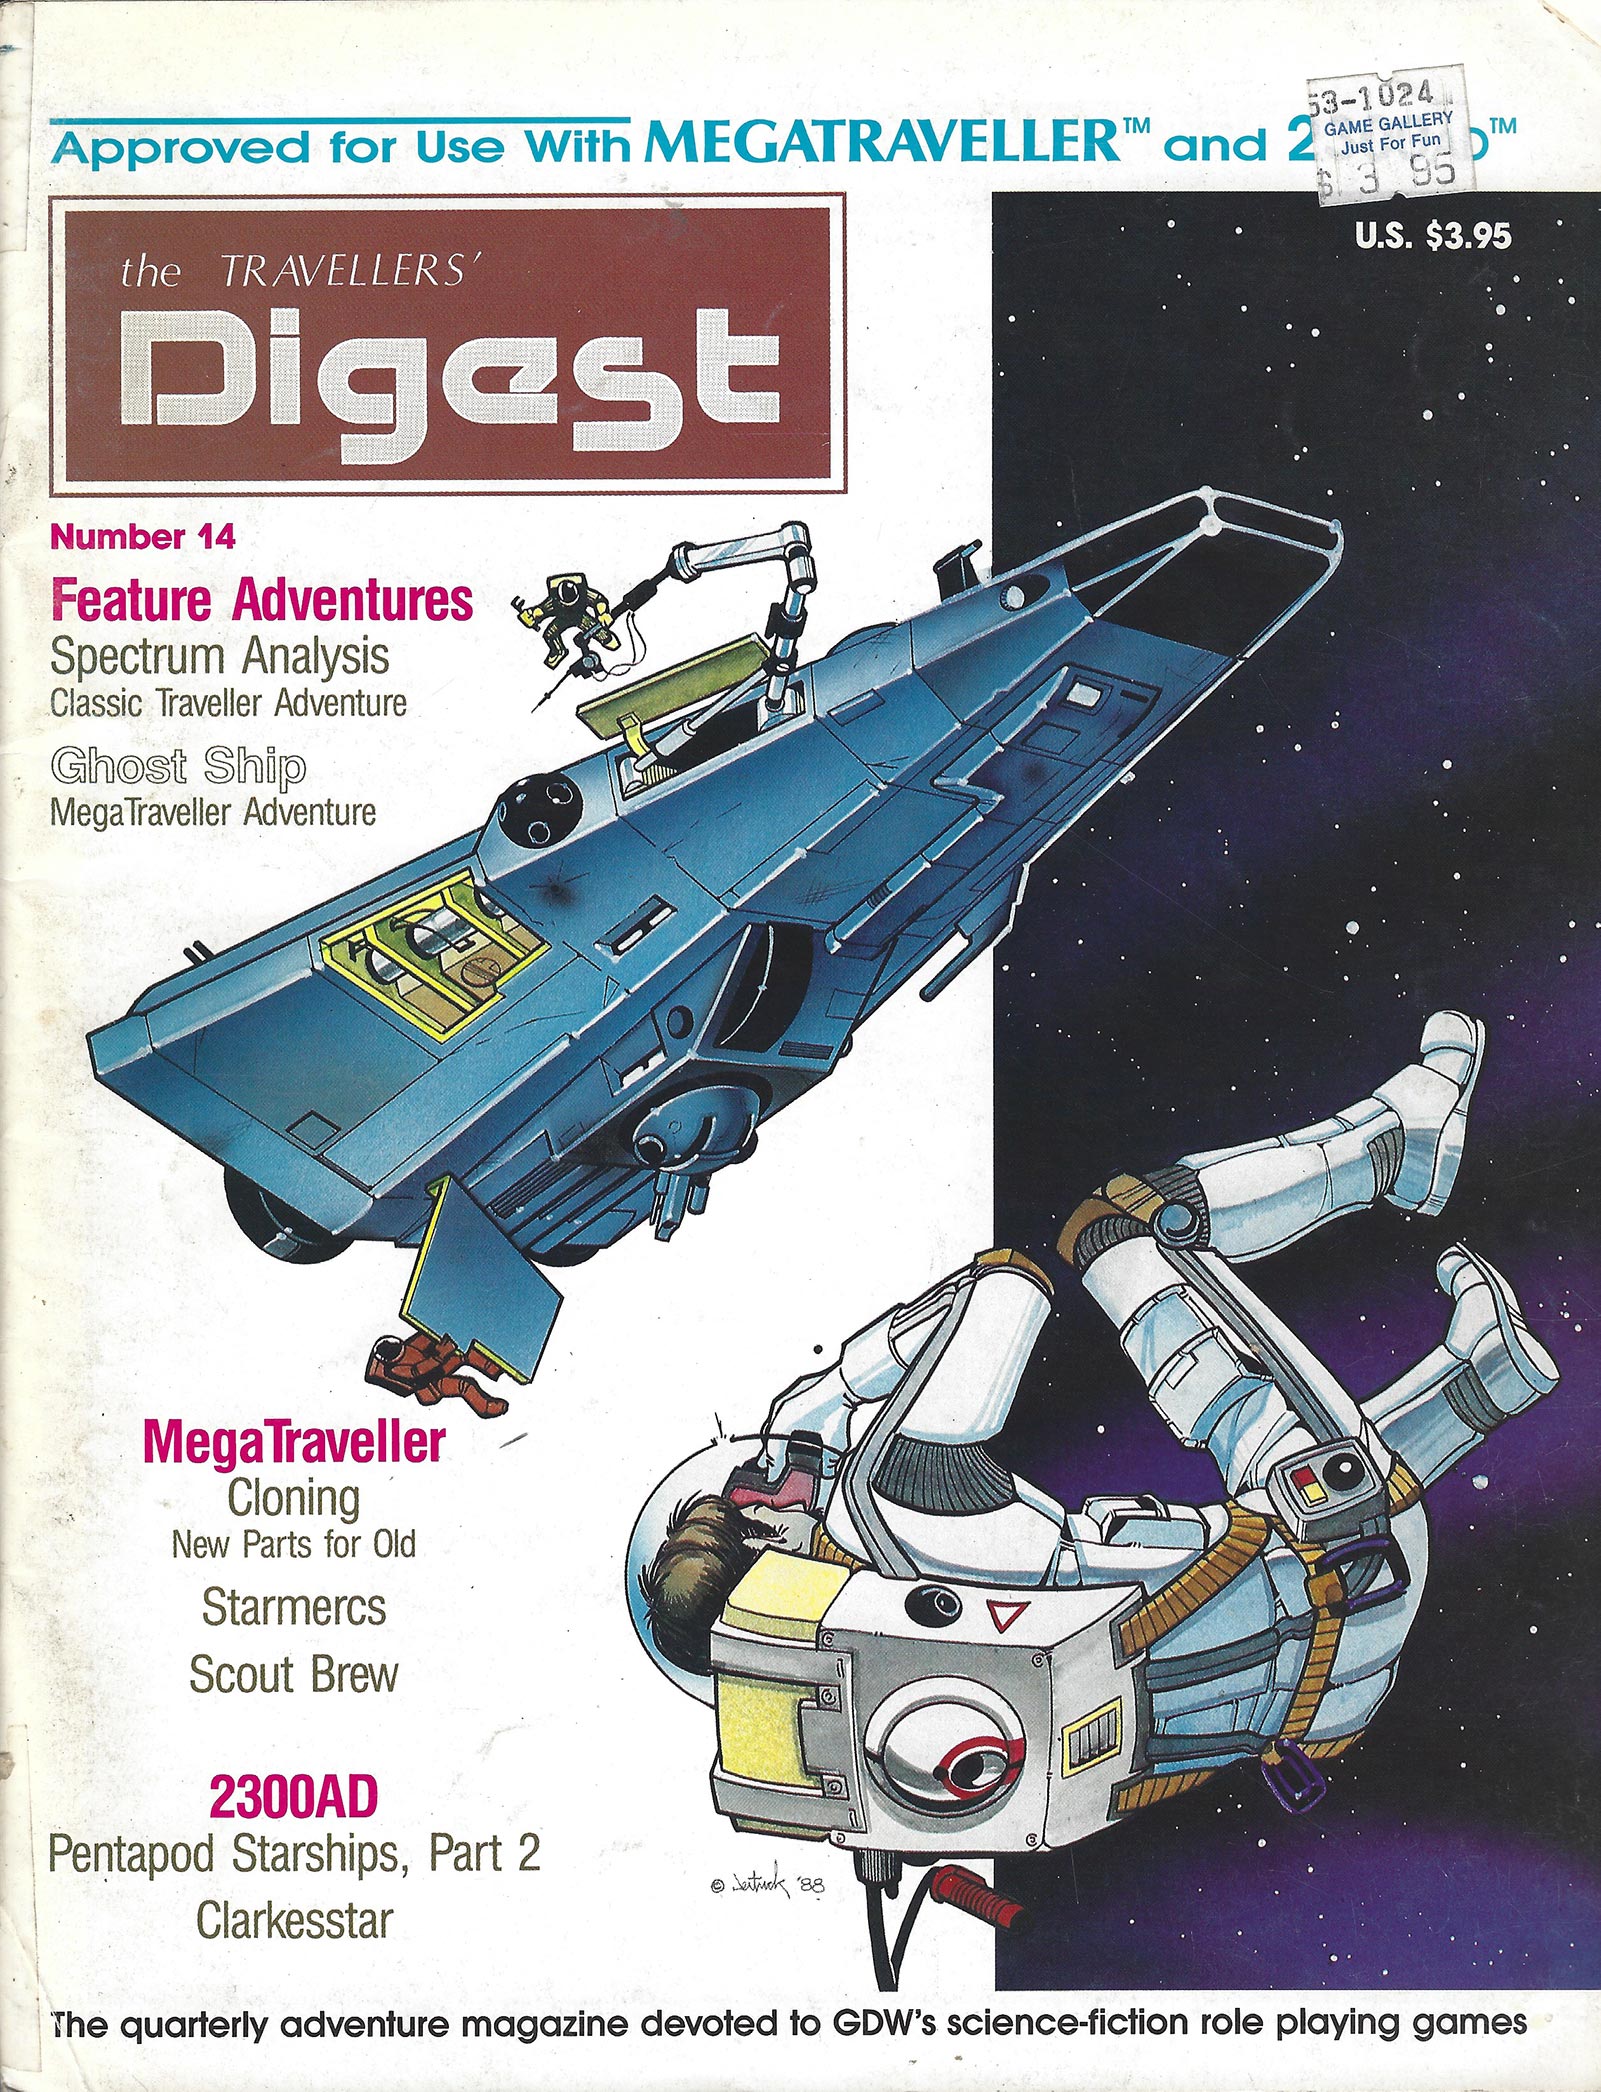 Approved for Use With MEGATRAVELLER™ and
53-1024
GAME GALLERY
Just For Fun
$ 3 95
U.S. $3.95
the TRAVELLERS'
Digest
Number 14
Feature Adventures
Spectrum Analysis
Classic Traveller Adventure
Ghost Ship
MegaTraveller Adventure
MegaTraveller
Cloning
New Parts for Old
Starmercs
Scout Brew
2300AD
Pentapod Starships, Part 2
Clarkesstar
© '88
The quarterly adventure magazine devoted to GDW's science-fiction role playing games